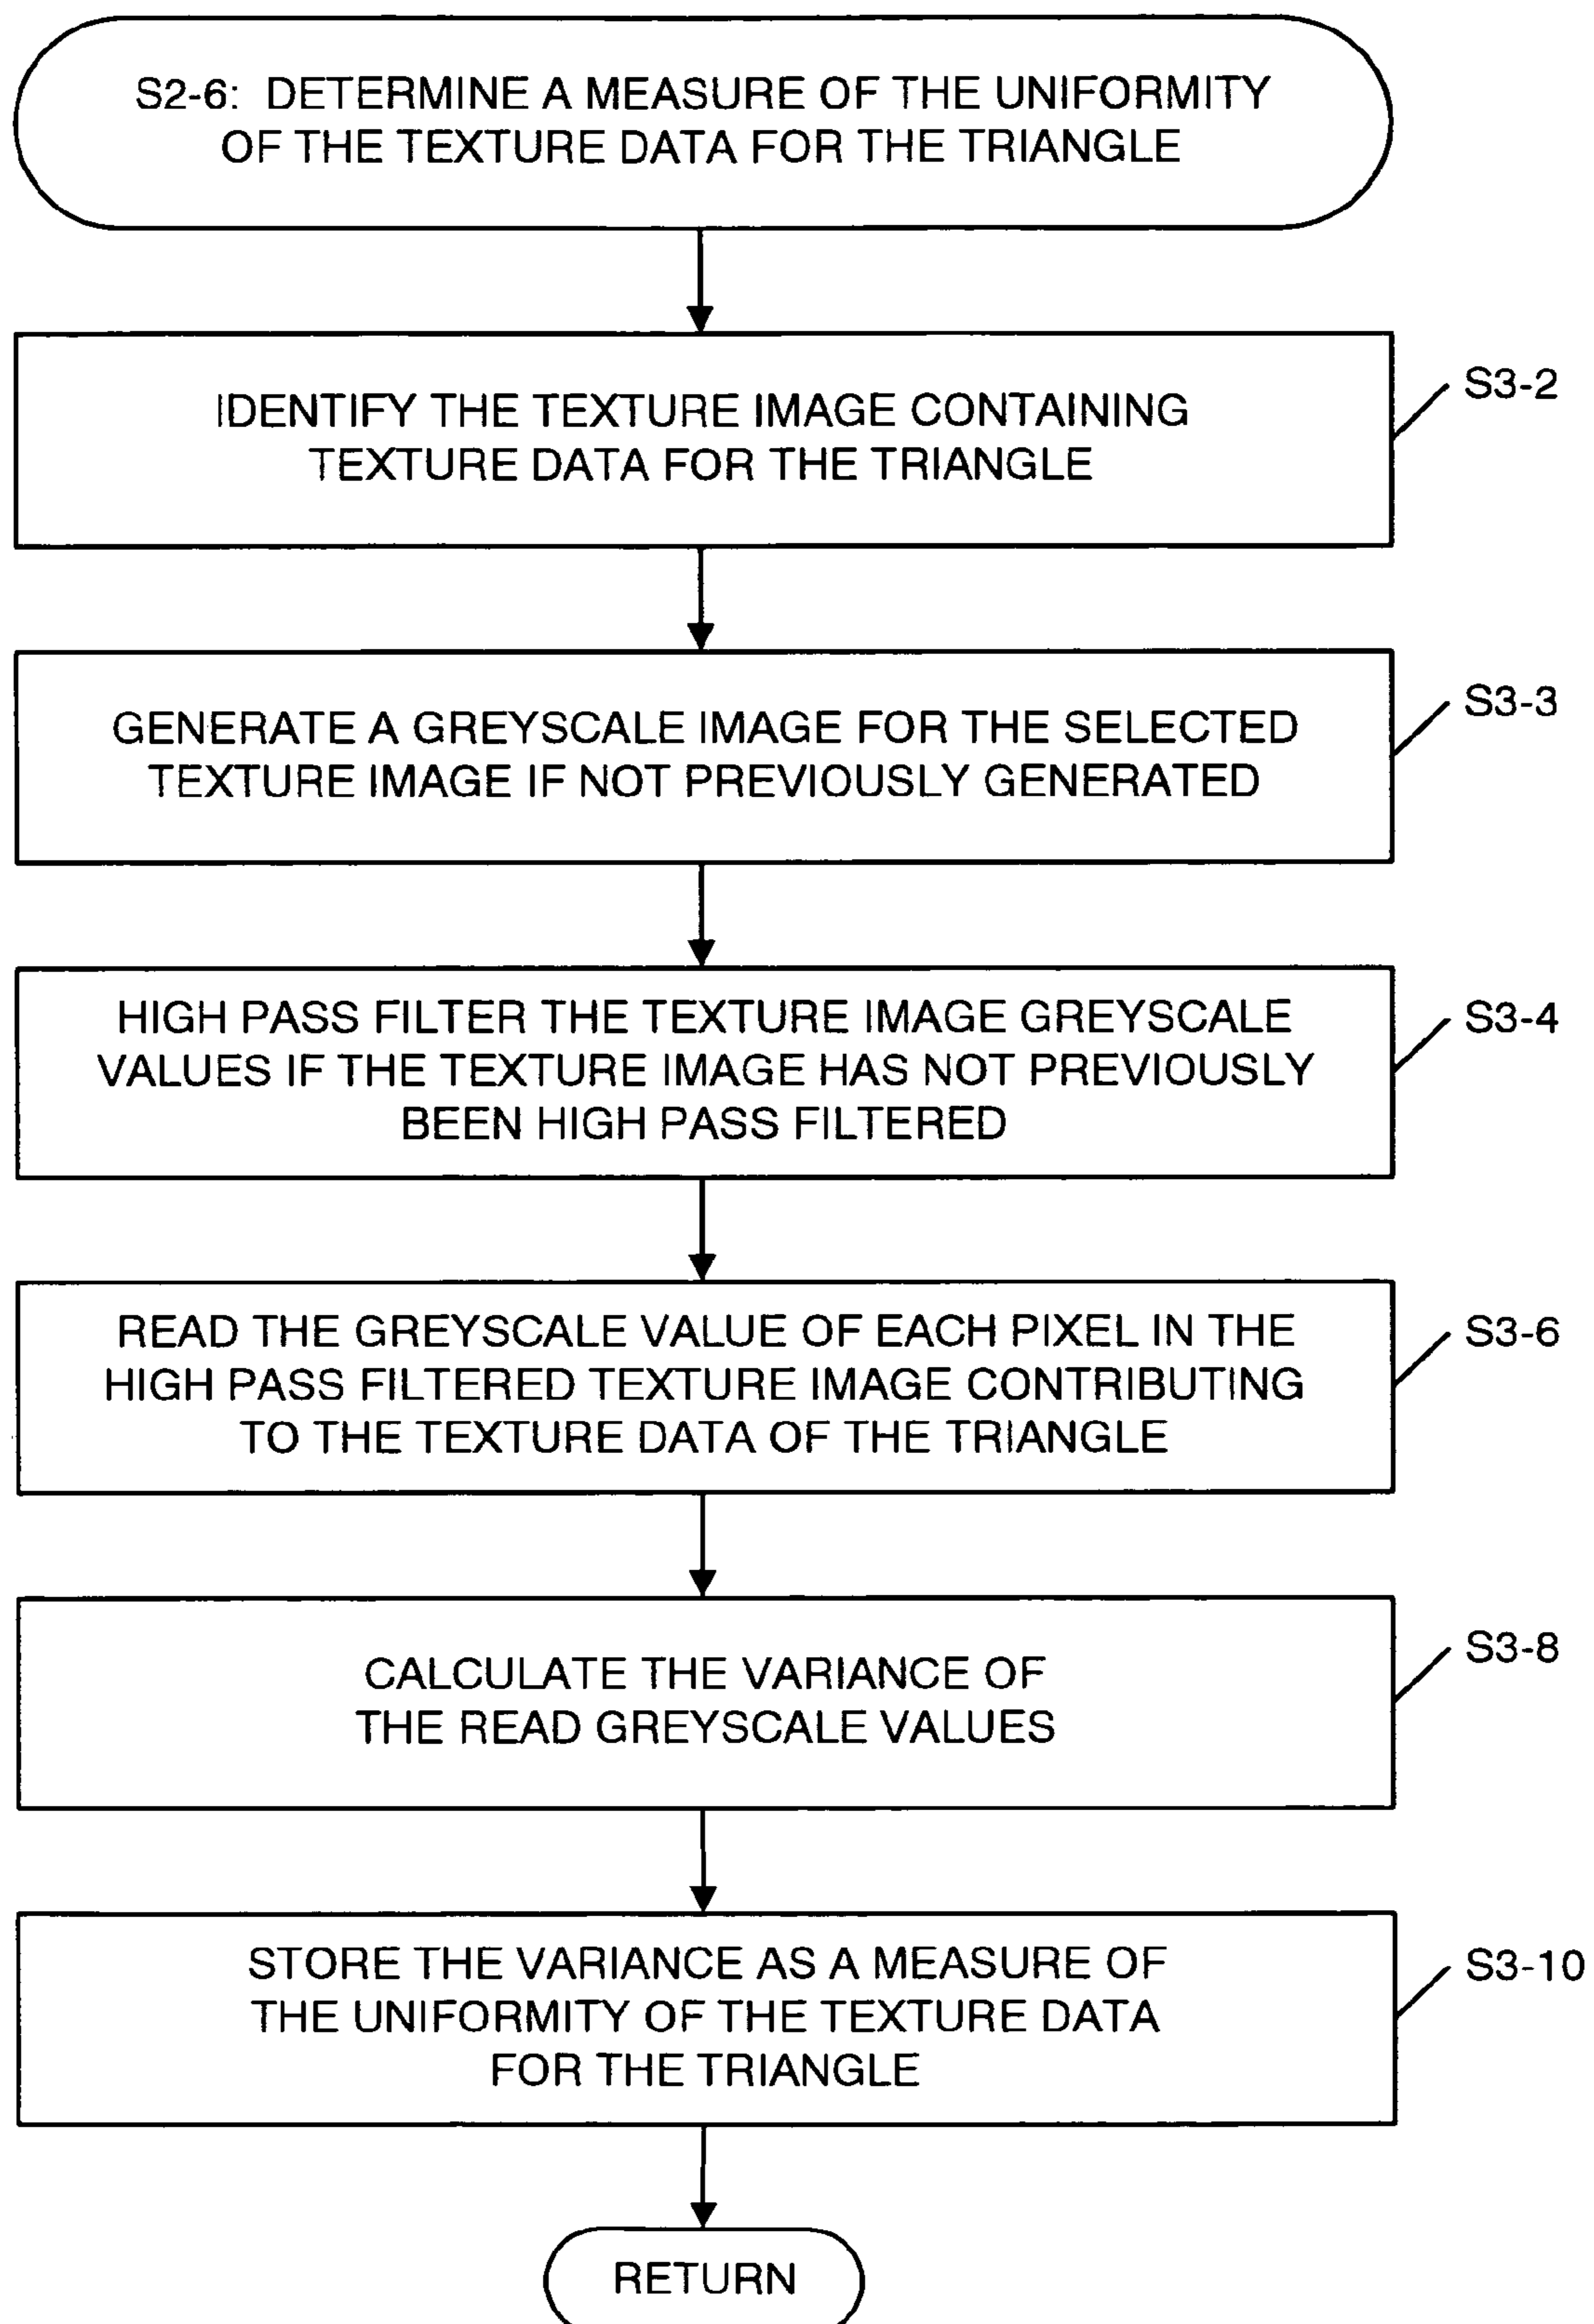 S2-6: DETERMINE A MEASURE OF THE UNIFORMITY
OF THE TEXTURE DATA FOR THE TRIANGLE
IDENTIFY THE TEXTURE IMAGE CONTAINING
TEXTURE DATA FOR THE TRIANGLE
S3-2
GENERATE A GREYSCALE IMAGE FOR THE SELECTED
TEXTURE IMAGE IF NOT PREVIOUSLY GENERATED
S3-3
HIGH PASS FILTER THE TEXTURE IMAGE GREYSCALE
VALUES IF THE TEXTURE IMAGE HAS NOT PREVIOUSLY
BEEN HIGH PASS FILTERED
S3-4
READ THE GREYSCALE VALUE OF EACH PIXEL IN THE
HIGH PASS FILTERED TEXTURE IMAGE CONTRIBUTING
TO THE TEXTURE DATA OF THE TRIANGLE
S3-6
CALCULATE THE VARIANCE OF
THE READ GREYSCALE VALUES
S3-8
STORE THE VARIANCE AS A MEASURE OF
THE UNIFORMITY OF THE TEXTURE DATA
FOR THE TRIANGLE
S3-10
RETURN